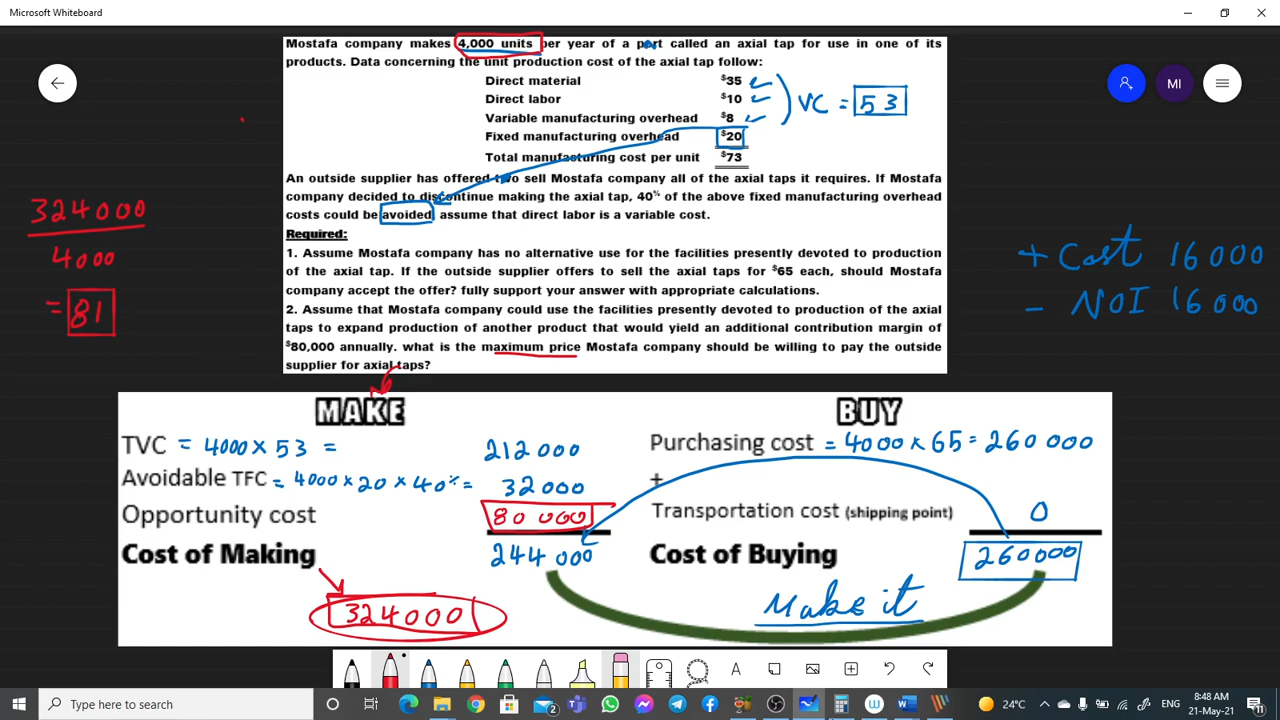 Microsoft Whiteboard
Mostafa company makes 4,000 units per year of a part called an axial tap for use in one of its
products. Data concerning the unit production cost of the axial tap follow:
Direct material $35
Direct labor $10
Variable manufacturing overhead $8
Fixed manufacturing overhead $20
Total manufacturing cost per unit $73
VC = 53
An outside supplier has offered two sell Mostafa company all of the axial taps it requires. If Mostafa
company decided to discontinue making the axial tap, 40% of the above fixed manufacturing overhead
costs could be avoided, assume that direct labor is a variable cost.
Required:
1. Assume Mostafa company has no alternative use for the facilities presently devoted to production
of the axial tap. If the outside supplier offers to sell the axial taps for $65 each, should Mostafa
company accept the offer? fully support your answer with appropriate calculations.
2. Assume that Mostafa company could use the facilities presently devoted to production of the axial
taps to expand production of another product that would yield an additional contribution margin of
$80,000 annually. what is the maximum price Mostafa company should be willing to pay the outside
supplier for axial taps?
MI
324000
4000
= 81
+ Cost 16000
- NOI 16000
MAKE
TVC = 4000 × 53 = 212000
Avoidable TFC = 4000 × 20 × 40% = 32000
Opportunity cost 80000
Cost of Making 244000
324000
BUY
Purchasing cost = 4000 × 65 = 260000
+
Transportation cost (shipping point) 0
Cost of Buying 260000
Make it
A
Type here to search
2
W
24°C
ENG
8:48 AM
21-May-21
11